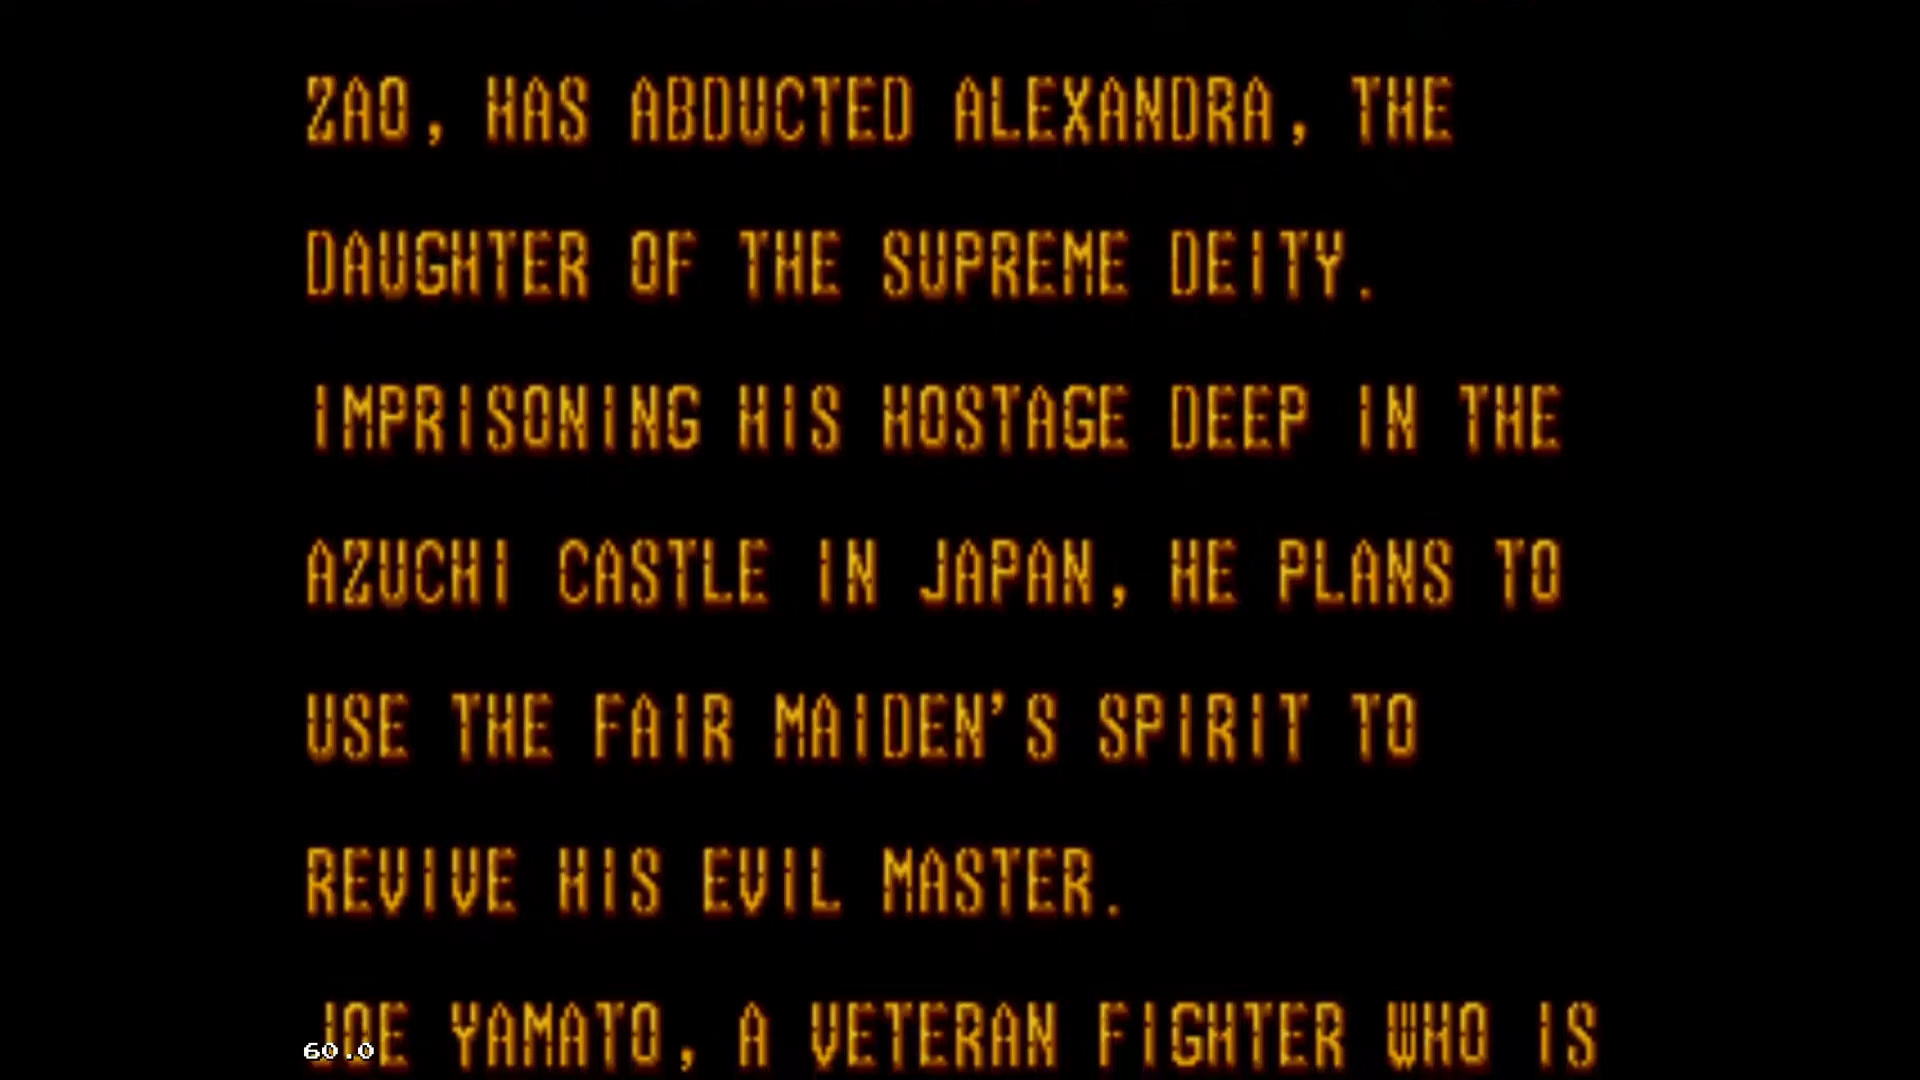 ZAO, HAS ABDUCTED ALEXANDRA, THE
DAUGHTER OF THE SUPREME DEITY.
IMPRISONING HIS HOSTAGE DEEP IN THE
AZUCHI CASTLE IN JAPAN, HE PLANS TO
USE THE FAIR MAIDEN'S SPIRIT TO
REVIVE HIS EVIL MASTER.
JOE YAMATO, A VETERAN FIGHTER WHO IS
60.0